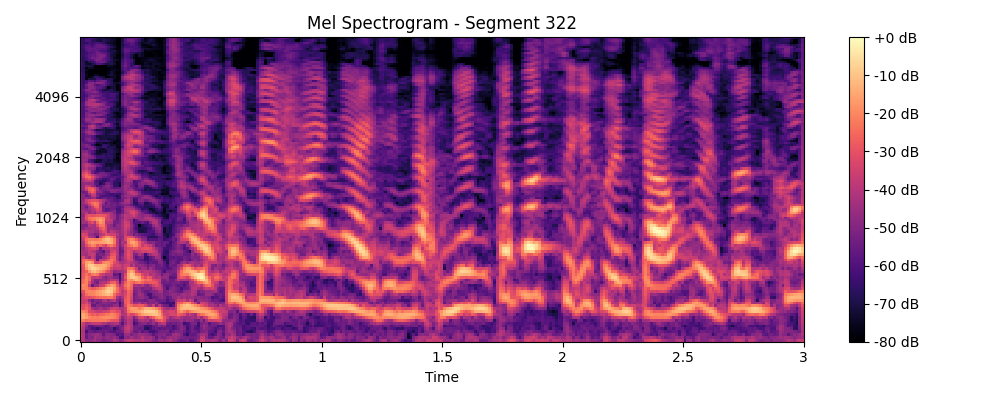 Mel Spectrogram - Segment 322
+0 dB
-10 dB
-20 dB
-30 dB
-40 dB
-50 dB
-60 dB
-70 dB
-80 dB
4096
2048
1024
512
0
Frequency
0
0.5
1
1.5
2
2.5
3
Time